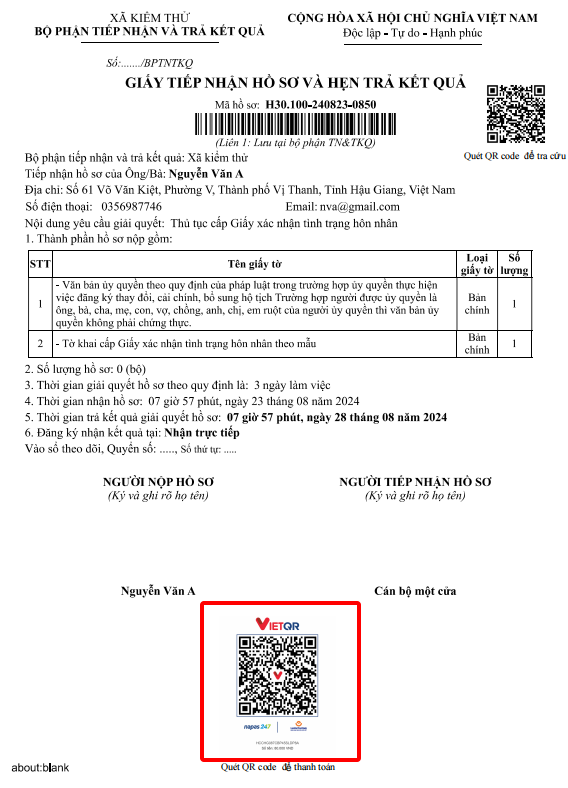 XÃ KIỂM THỬ
BỘ PHẬN TIẾP NHẬN VÀ TRẢ KẾT QUẢ
CỘNG HÒA XÃ HỘI CHỦ NGHĨA VIỆT NAM
Độc lập - Tự do - Hạnh phúc
Số:......./BPTNTKQ
GIẤY TIẾP NHẬN HỒ SƠ VÀ HẸN TRẢ KẾT QUẢ
Mã hồ sơ: H30.100-240823-0850
(Liên 1: Lưu tại bộ phận TN&TKQ)
Quét QR code để tra cứu
Bộ phận tiếp nhận và trả kết quả: Xã kiểm thử
Tiếp nhận hồ sơ của Ông/Bà: Nguyễn Văn A
Địa chỉ: Số 61 Võ Văn Kiệt, Phường V, Thành phố Vị Thanh, Tỉnh Hậu Giang, Việt Nam
Số điện thoại: 0356987746 Email: nva@gmail.com
Nội dung yêu cầu giải quyết: Thủ tục cấp Giấy xác nhận tình trạng hôn nhân
1. Thành phần hồ sơ nộp gồm:
STT Tên giấy tờ Loại giấy tờ Số lượng
1 - Văn bản ủy quyền theo quy định của pháp luật trong trường hợp ủy quyền thực hiện
việc đăng ký thay đổi, cải chính, bổ sung hộ tịch Trường hợp người được ủy quyền là
ông, bà, cha, mẹ, con, vợ, chồng, anh, chị, em ruột của người ủy quyền thì văn bản ủy
quyền không phải chứng thực.
Bản chính 1
2 - Tờ khai cấp Giấy xác nhận tình trạng hôn nhân theo mẫu Bản chính 1
2. Số lượng hồ sơ: 0 (bộ)
3. Thời gian giải quyết hồ sơ theo quy định là: 3 ngày làm việc
4. Thời gian nhận hồ sơ: 07 giờ 57 phút, ngày 23 tháng 08 năm 2024
5. Thời gian trả kết quả giải quyết hồ sơ: 07 giờ 57 phút, ngày 28 tháng 08 năm 2024
6. Đăng ký nhận kết quả tại: Nhận trực tiếp
Vào sổ theo dõi, Quyển số: ....., Số thứ tự: .....
NGƯỜI NỘP HỒ SƠ
(Ký và ghi rõ họ tên)
NGƯỜI TIẾP NHẬN HỒ SƠ
(Ký và ghi rõ họ tên)
Nguyễn Văn A
Cán bộ một cửa
VIETQR
napas 247
Quét QR code để thanh toán
about:blank